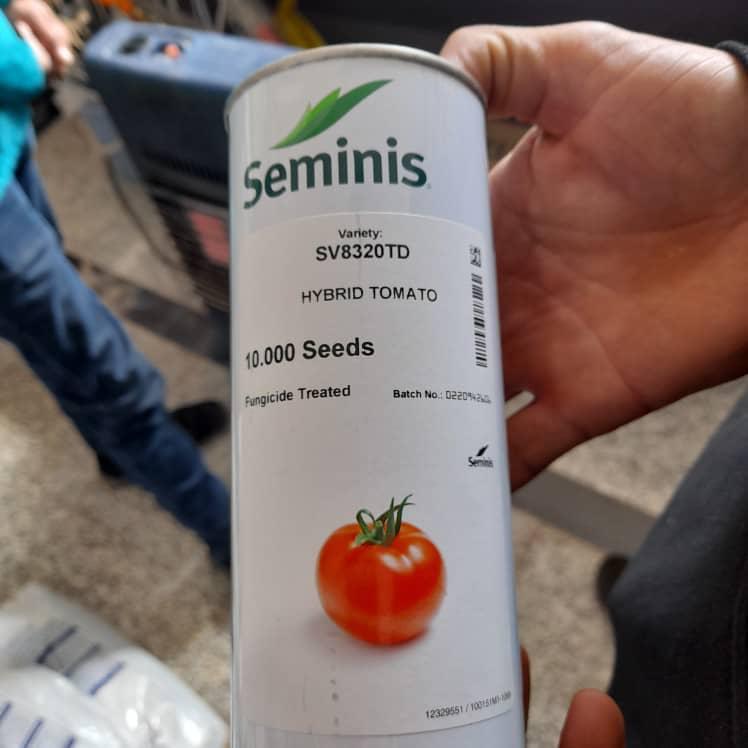 Seminis
Variety:
SV8320TD
HYBRID TOMATO
10.000 Seeds
Fungicide Treated
Batch No.:
Seminis